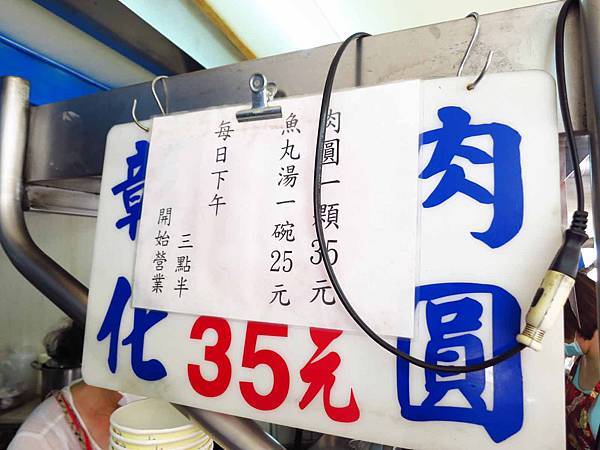 肉圓
彰化
35元
肉圓一顆35元
魚丸湯一碗25元
每日下午
三點半
開始營業